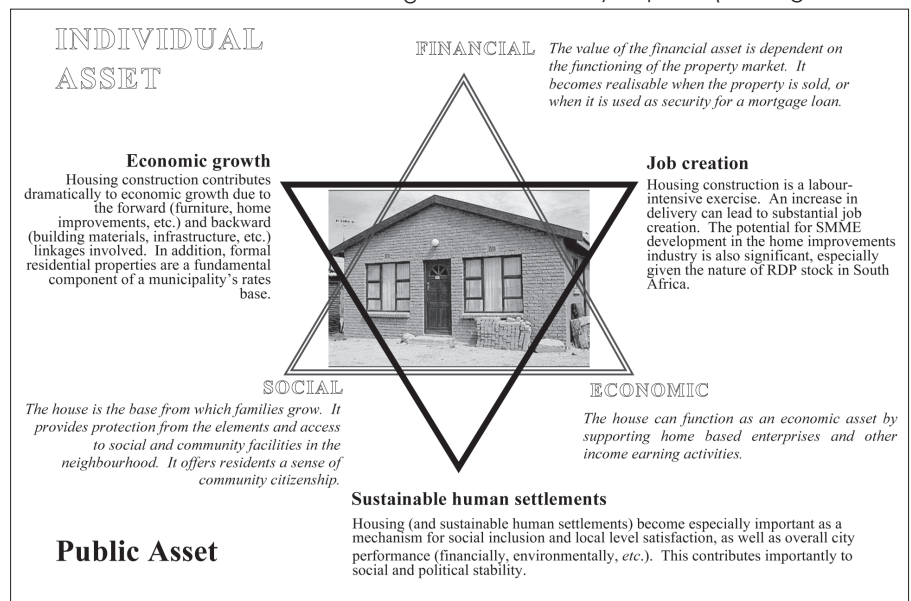 INDIVIDUAL
ASSET
FINANCIAL
The value of the financial asset is dependent on
the functioning of the property market. It
becomes realisable when the property is sold, or
when it is used as security for a mortgage loan.
Economic growth
Housing construction contributes
dramatically to economic growth due to
the forward (furniture, home
improvements, etc.) and backward
(building materials, infrastructure, etc.)
linkages involved. In addition, formal
residential properties are a fundamental
component of a municipality's rates
base.
Job creation
Housing construction is a labour-
intensive exercise. An increase in
delivery can lead to substantial job
creation. The potential for SMME
development in the home improvements
industry is also significant, especially
given the nature of RDP stock in South
Africa.
SOCIAL
The house is the base from which families grow. It
provides protection from the elements and access
to social and community facilities in the
neighbourhood. It offers residents a sense of
community citizenship.
ECONOMIC
The house can function as an economic asset by
supporting home based enterprises and other
income earning activities.
Sustainable human settlements
Housing (and sustainable human settlements) become especially important as a
mechanism for social inclusion and local level satisfaction, as well as overall city
performance (financially, environmentally, etc.). This contributes importantly to
social and political stability.
Public Asset